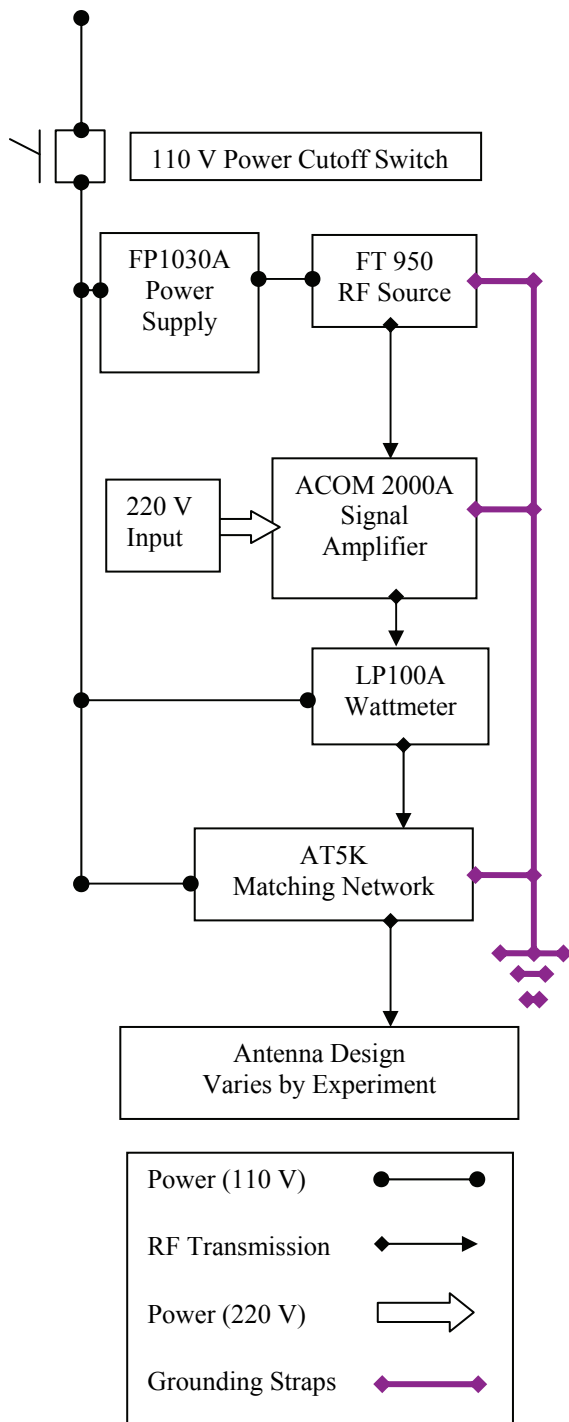 110 V Power Cutoff Switch
FP1030A
Power
Supply
FT 950
RF Source
220 V
Input
ACOM 2000A
Signal
Amplifier
LP100A
Wattmeter
AT5K
Matching Network
Antenna Design
Varies by Experiment
Power (110 V)
RF Transmission
Power (220 V)
Grounding Straps